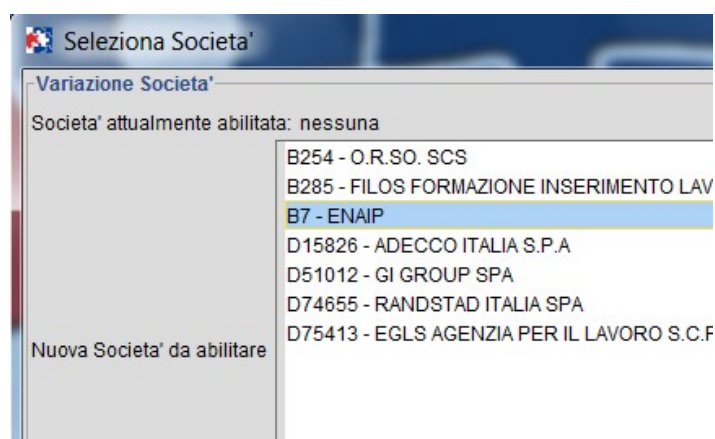 Seleziona Societa'
Variazione Societa'
Societa' attualmente abilitata: nessuna
B254 - O.R.SO. SCS
B285 - FILOS FORMAZIONE INSERIMENTO
B7 - ENAIP
D15826 - ADECCO ITALIA S.P.A
D51012 - GI GROUP SPA
D74655 - RANDSTAD ITALIA SPA
D75413 - EGLS AGENZIA PER IL LAVORO
Nuova Societa' da abilitare